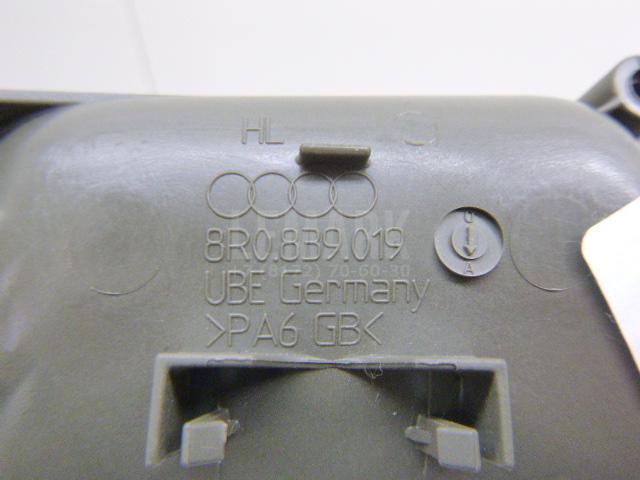 HL
8R0.839.019
UBE Germany
>PA6 GB<
A